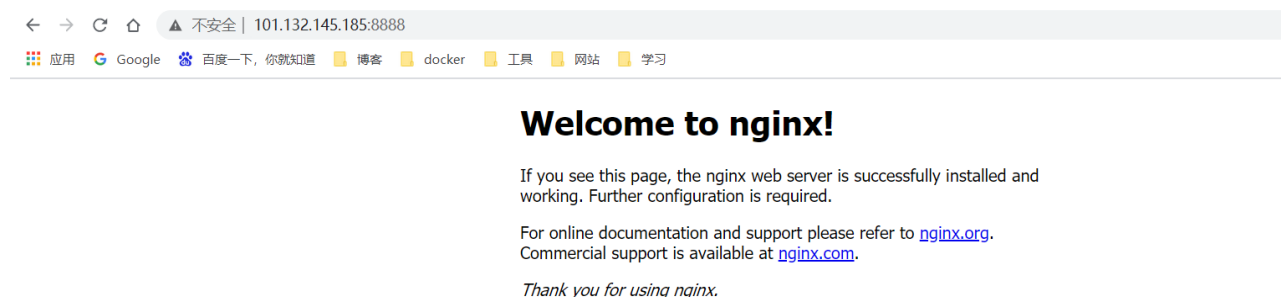 不安全 | 101.132.145.185:8888
应用 Google 百度一下，你就知道 博客 docker 工具 网站 学习
Welcome to nginx!
If you see this page, the nginx web server is successfully installed and
working. Further configuration is required.
For online documentation and support please refer to nginx.org.
Commercial support is available at nginx.com.
Thank you for using nginx.